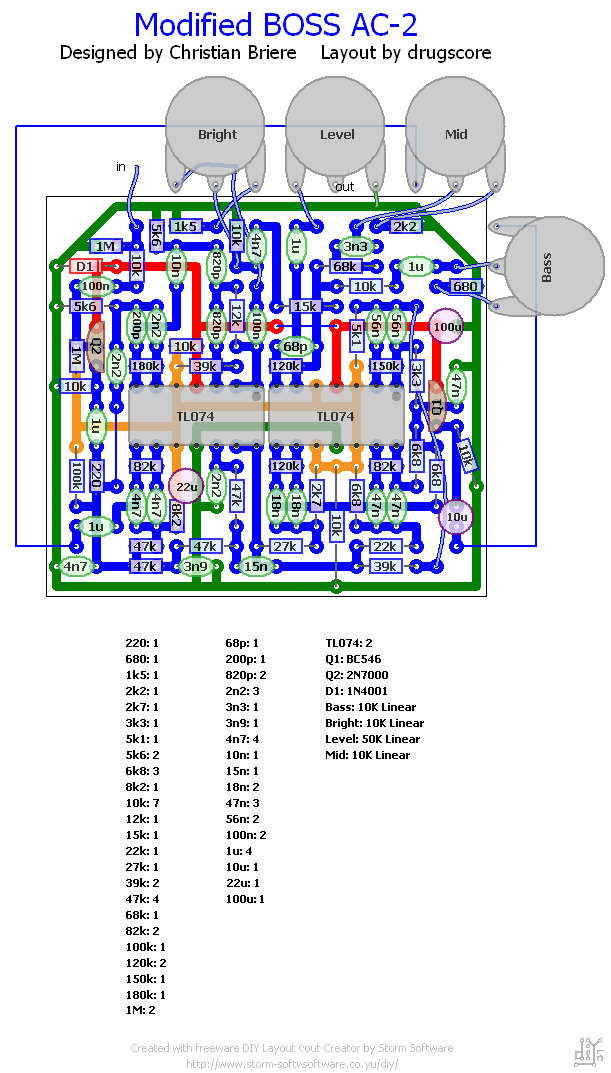 Modified BOSS AC-2
Designed by Christian Briere Layout by drugscore
Bright
Level
Mid
in
out
Bass
5k6 1k5 10k 2k2
1M 4n7 1u 3n3
D1 10k 10n 820p 68k 1u
100n 10k 680
5k6 200p 2n2 820p 12k 100n 15k 5k1 56n 56n 100u
Q2 10k 68p
1M 2n2 180k 39k 120k 150k 3k3
10k 47n
TL074 TL074 Q1
1u
100k 220 82k 120k 82k 6k8 6k8 10k
22u 2n2 47k
4n7 4n7 8k2 18n 18n 2k7 6k8 47n 47n
1u 10k 10u
47k 47k 27k 22k
4n7 47k 3n9 15n 39k
220: 1 68p: 1 TL074: 2
680: 1 200p: 1 Q1: BC546
1k5: 1 820p: 2 Q2: 2N7000
2k2: 1 2n2: 3 D1: 1N4001
2k7: 1 3n3: 1 Bass: 10K Linear
3k3: 1 3n9: 1 Bright: 10K Linear
5k1: 1 4n7: 4 Level: 50K Linear
5k6: 2 10n: 1 Mid: 10K Linear
6k8: 3 15n: 1
8k2: 1 18n: 2
10k: 7 47n: 3
12k: 1 56n: 2
15k: 1 100n: 2
22k: 1 1u: 4
27k: 1 10u: 1
39k: 2 22u: 1
47k: 4 100u: 1
68k: 1
82k: 2
100k: 1
120k: 2
150k: 1
180k: 1
1M: 2
Created with freeware DIY Layout Cout Creator by Storm Software
http://www.storm-softwsoftware.co.yu/diy/
DIY LC